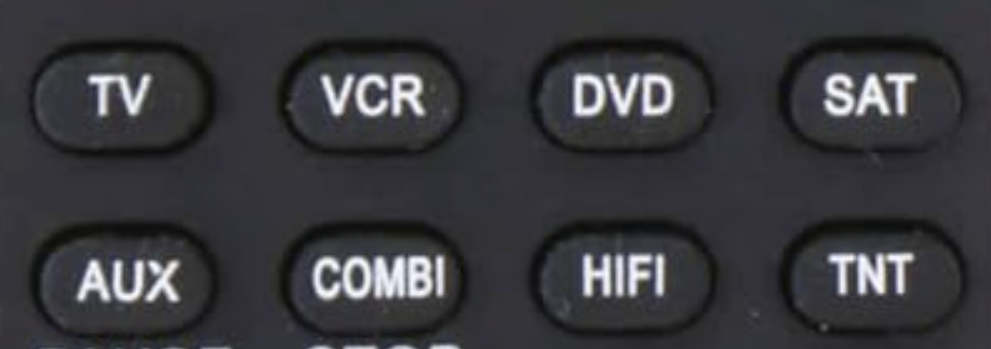 TV VCR DVD SAT
AUX COMBI HIFI TNT